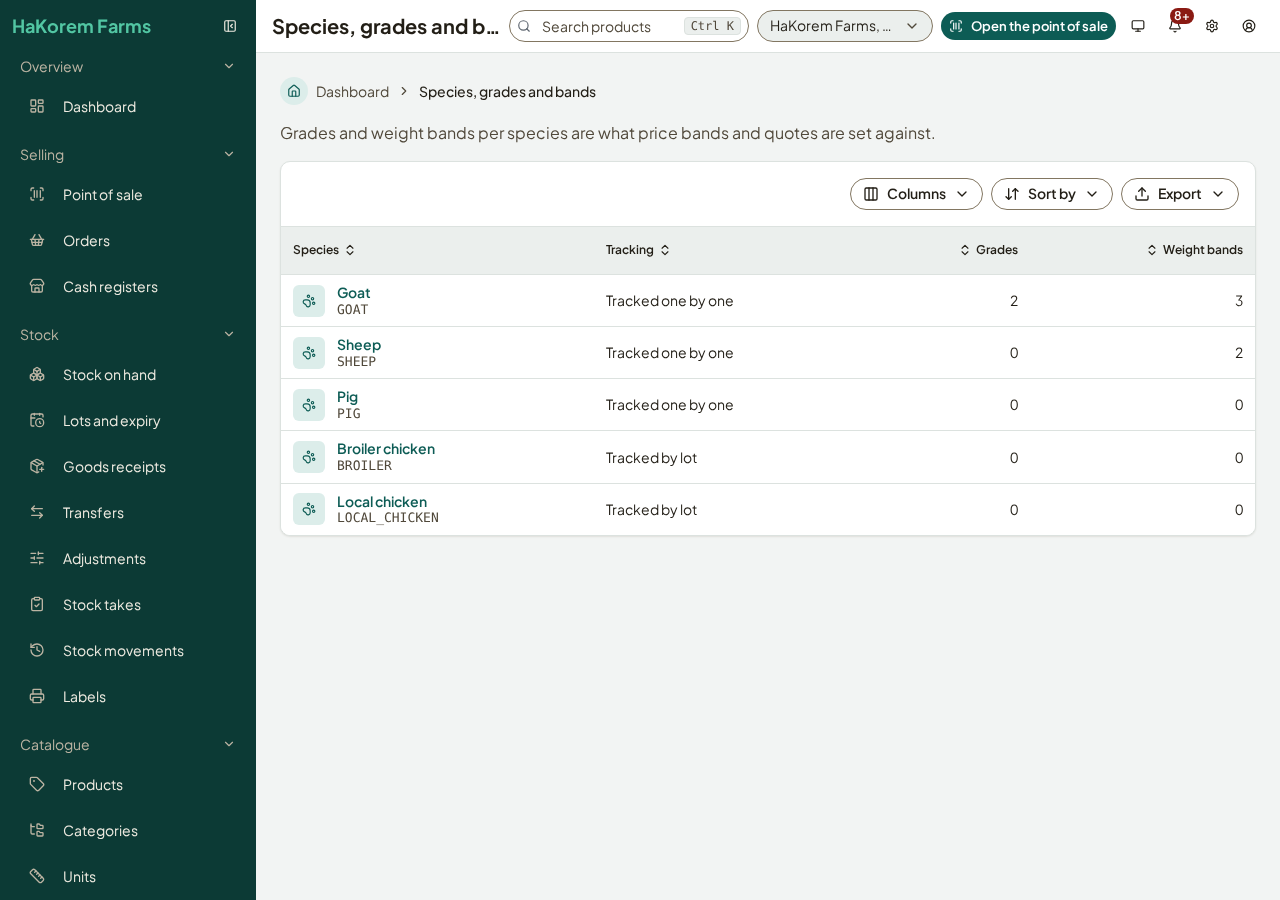 HaKorem Farms
Species, grades and b...
Search products
Ctrl K
HaKorem Farms, ...
Open the point of sale
8+
Overview
Dashboard
Selling
Point of sale
Orders
Cash registers
Stock
Stock on hand
Lots and expiry
Goods receipts
Transfers
Adjustments
Stock takes
Stock movements
Labels
Catalogue
Products
Categories
Units
Dashboard > Species, grades and bands
Grades and weight bands per species are what price bands and quotes are set against.
Columns
Sort by
Export
Species Tracking Grades Weight bands
Goat
GOAT
Tracked one by one 2 3
Sheep
SHEEP
Tracked one by one 0 2
Pig
PIG
Tracked one by one 0 0
Broiler chicken
BROILER
Tracked by lot 0 0
Local chicken
LOCAL_CHICKEN
Tracked by lot 0 0